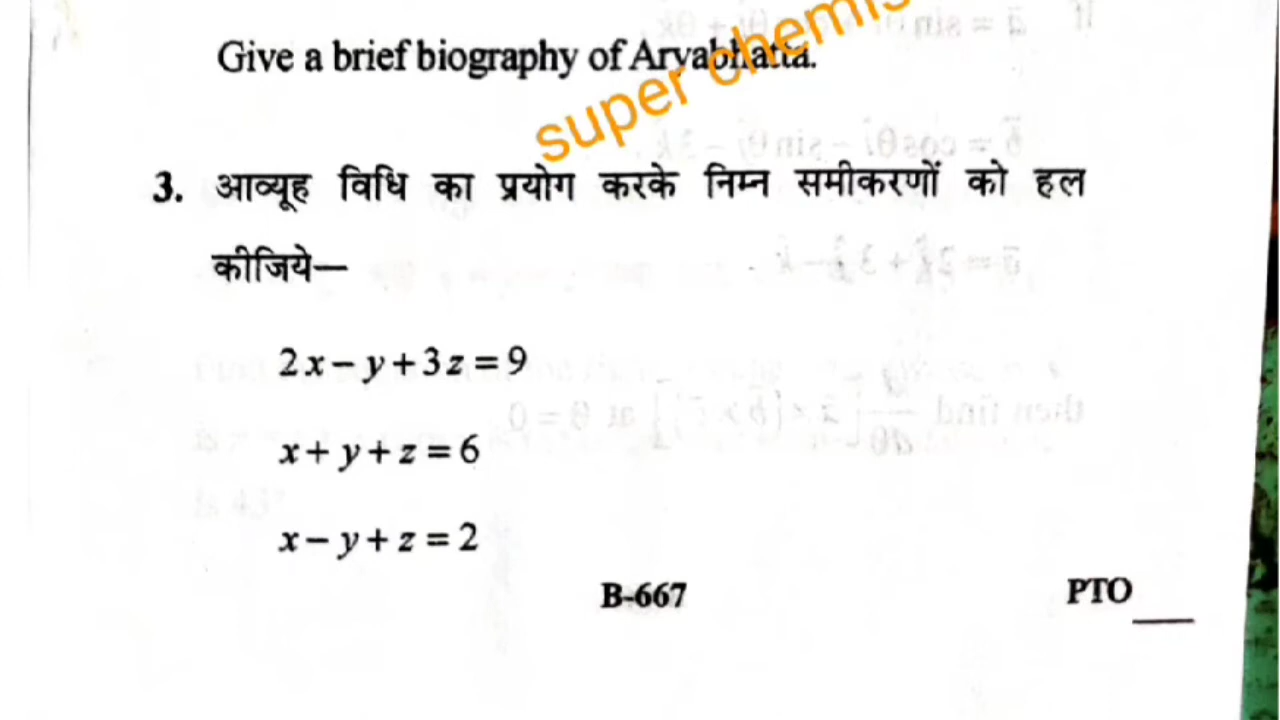 super chemis
Give a brief biography of Aryabhatta.
3. आव्यूह विधि का प्रयोग करके निम्न समीकरणों को हल
कीजिये—
2x – y + 3z = 9
x + y + z = 6
x – y + z = 2
B-667
PTO